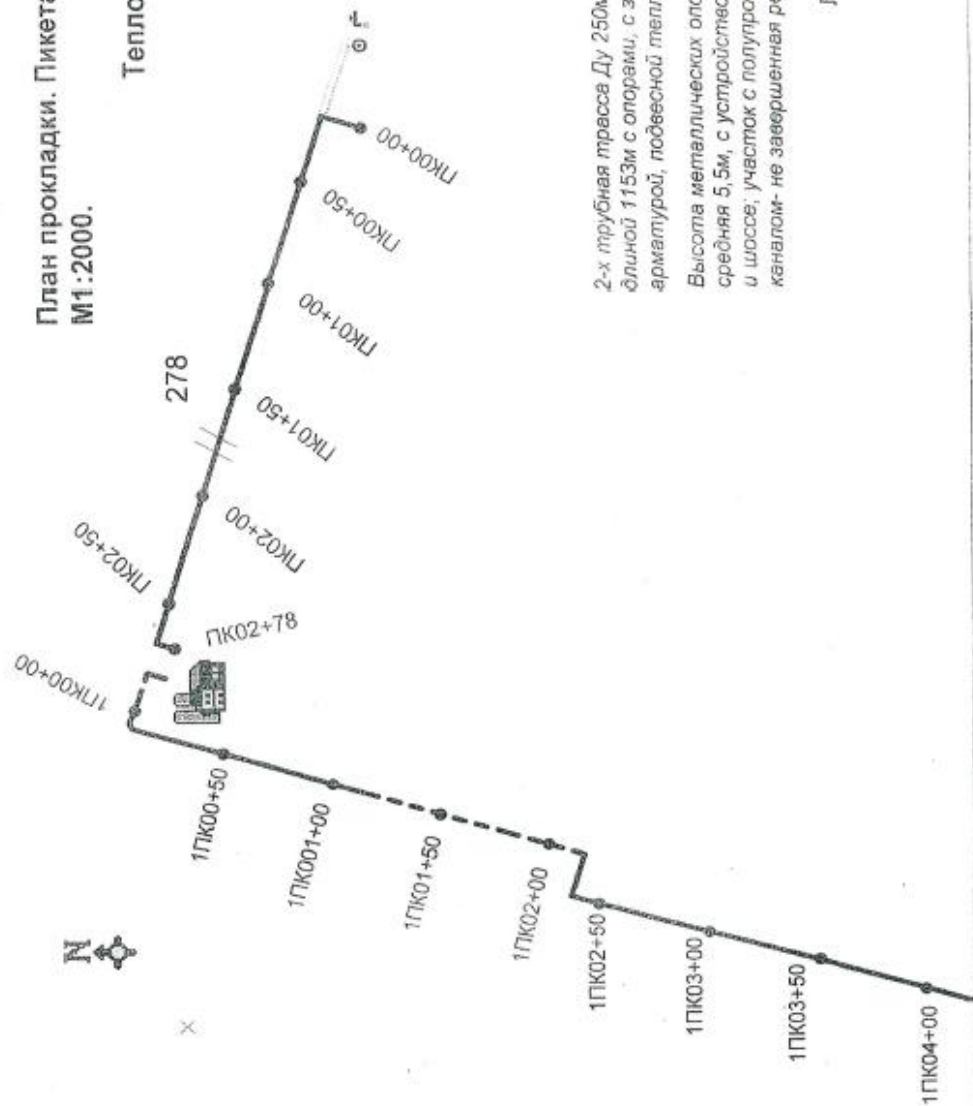 План прокладки. Пикета
М1:2000.
Тепло
278
ПК00+00
ПК00+50
ПК01+00
ПК01+50
ПК02+00
ПК02+50
ПК02+78
1ПК00+00
1ПК00+50
1ПК001+00
1ПК01+50
1ПК02+00
1ПК02+50
1ПК03+00
1ПК03+50
1ПК04+00
N
2-х трубная трасса Ду 250м
длиной 1153м с опорами, с з
арматурой, подвесной тепл
Высота металлических опо
средняя 5,5м, с устройство
и шоссе; участок с полупро
каналом- не завершенная ре